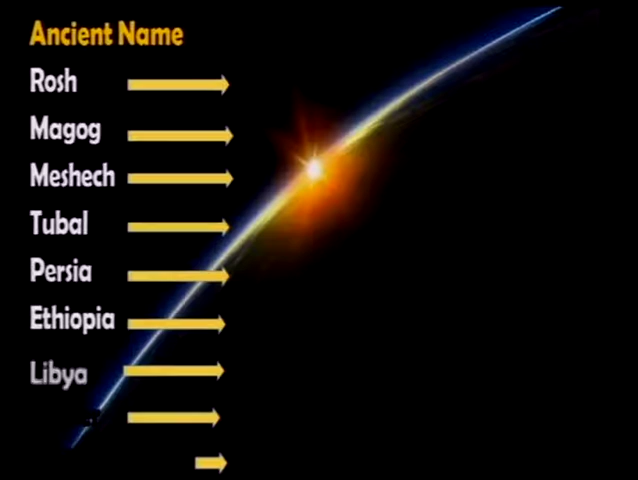 Ancient Name
Rosh
Magog
Meshech
Tubal
Persia
Ethiopia
Libya